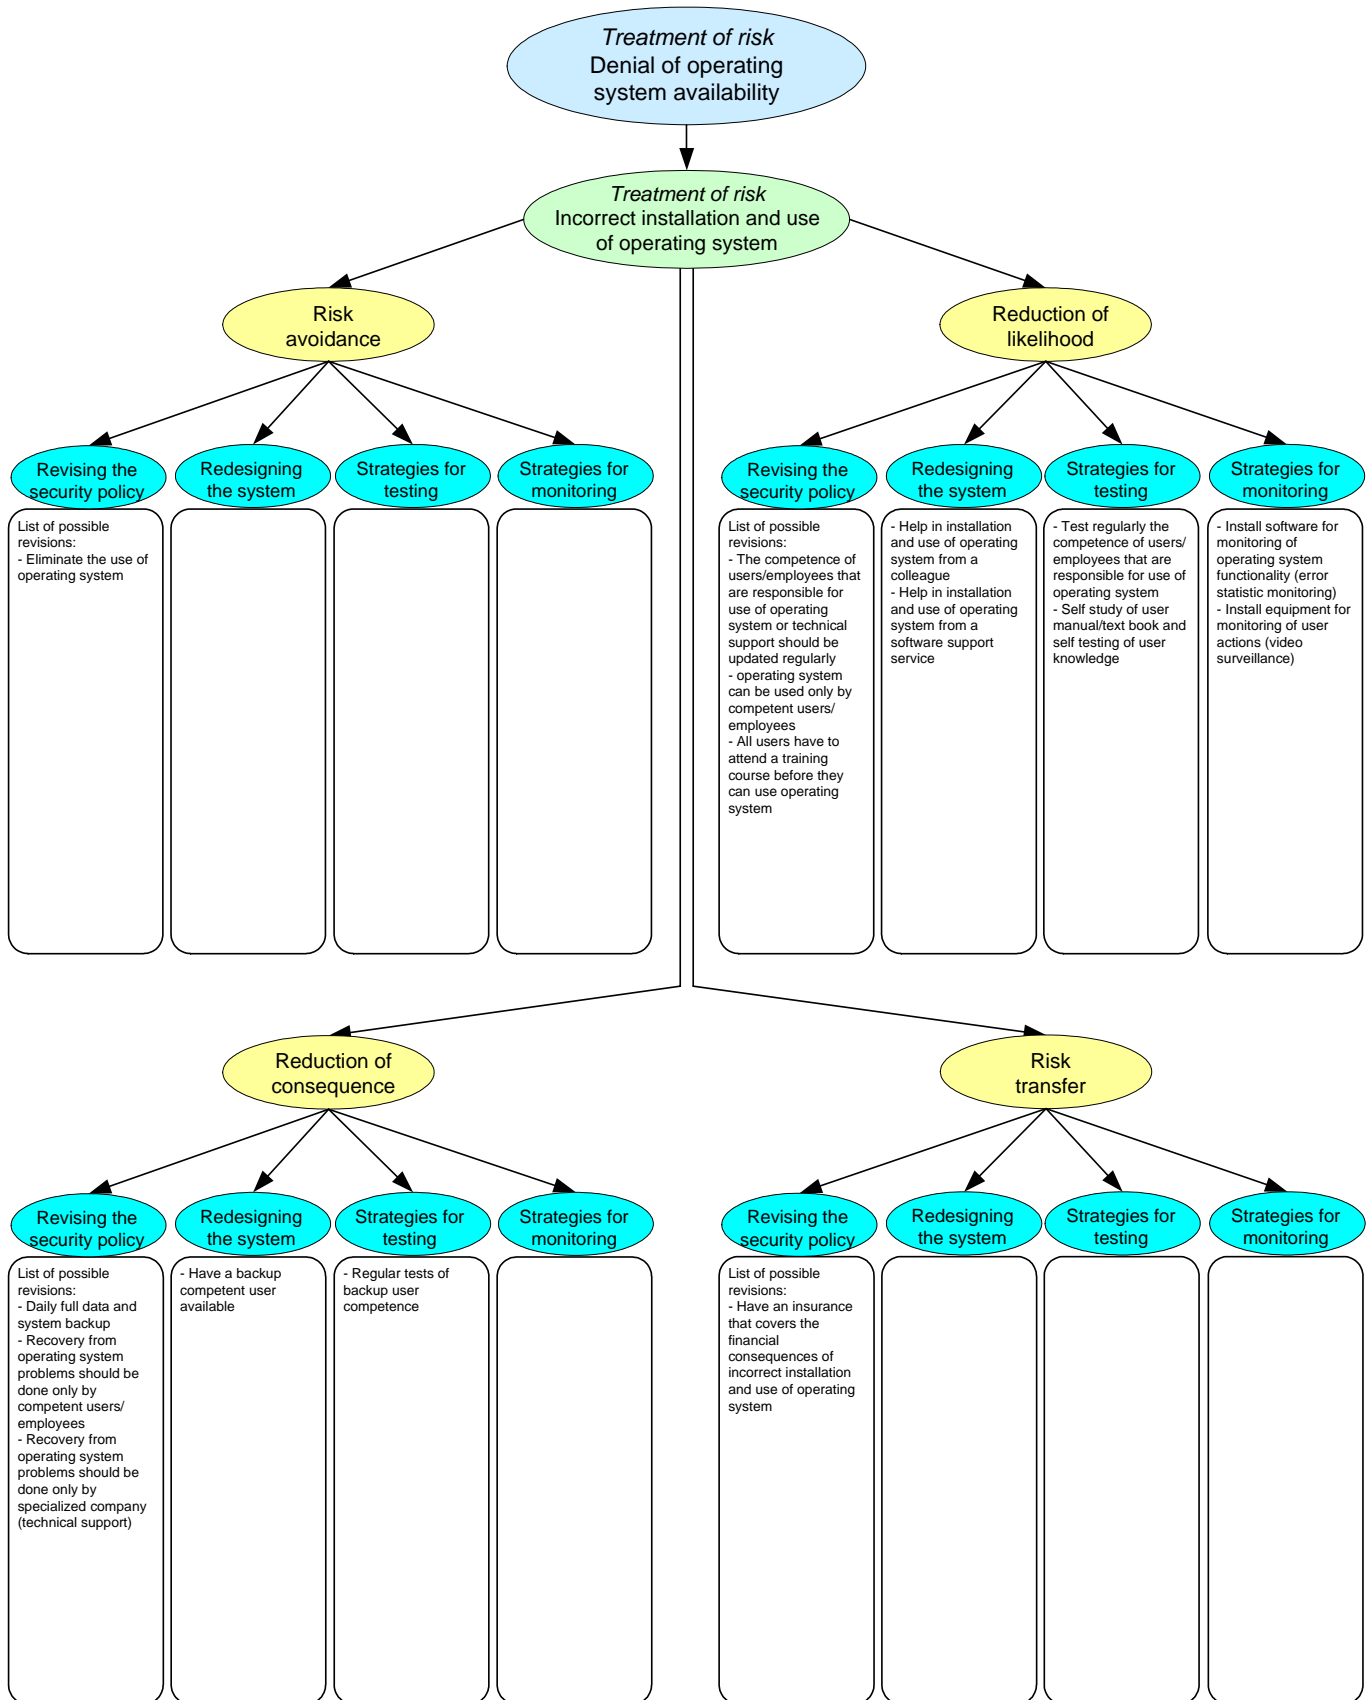 Treatment of risk
Denial of operating
system availability
Treatment of risk
Incorrect installation and use
of operating system
Risk
avoidance
Reduction of
likelihood
Revising the
security policy
Redesigning
the system
Strategies for
testing
Strategies for
monitoring
Revising the
security policy
Redesigning
the system
Strategies for
testing
Strategies for
monitoring
List of possible
revisions:
- Eliminate the use of
operating system
List of possible
revisions:
- The competence of
users/employees that
are responsible for
use of operating
system or technical
support should be
updated regularly
- operating system
can be used only by
competent users/
employees
- All users have to
attend a training
course before they
can use operating
system
- Help in installation
and use of operating
system from a
colleague
- Help in installation
and use of operating
system from a
software support
service
- Test regularly the
competence of users/
employees that are
responsible for use of
operating system
- Self study of user
manual/text book and
self testing of user
knowledge
- Install software for
monitoring of
operating system
functionality (error
statistic monitoring)
- Install equipment for
monitoring of user
actions (video
surveillance)
Reduction of
consequence
Risk
transfer
Revising the
security policy
Redesigning
the system
Strategies for
testing
Strategies for
monitoring
Revising the
security policy
Redesigning
the system
Strategies for
testing
Strategies for
monitoring
List of possible
revisions:
- Daily full data and
system backup
- Recovery from
operating system
problems should be
done only by
competent users/
employees
- Recovery from
operating system
problems should be
done only by
specialized company
(technical support)
- Have a backup
competent user
available
- Regular tests of
backup user
competence
List of possible
revisions:
- Have an insurance
that covers the
financial
consequences of
incorrect installation
and use of operating
system